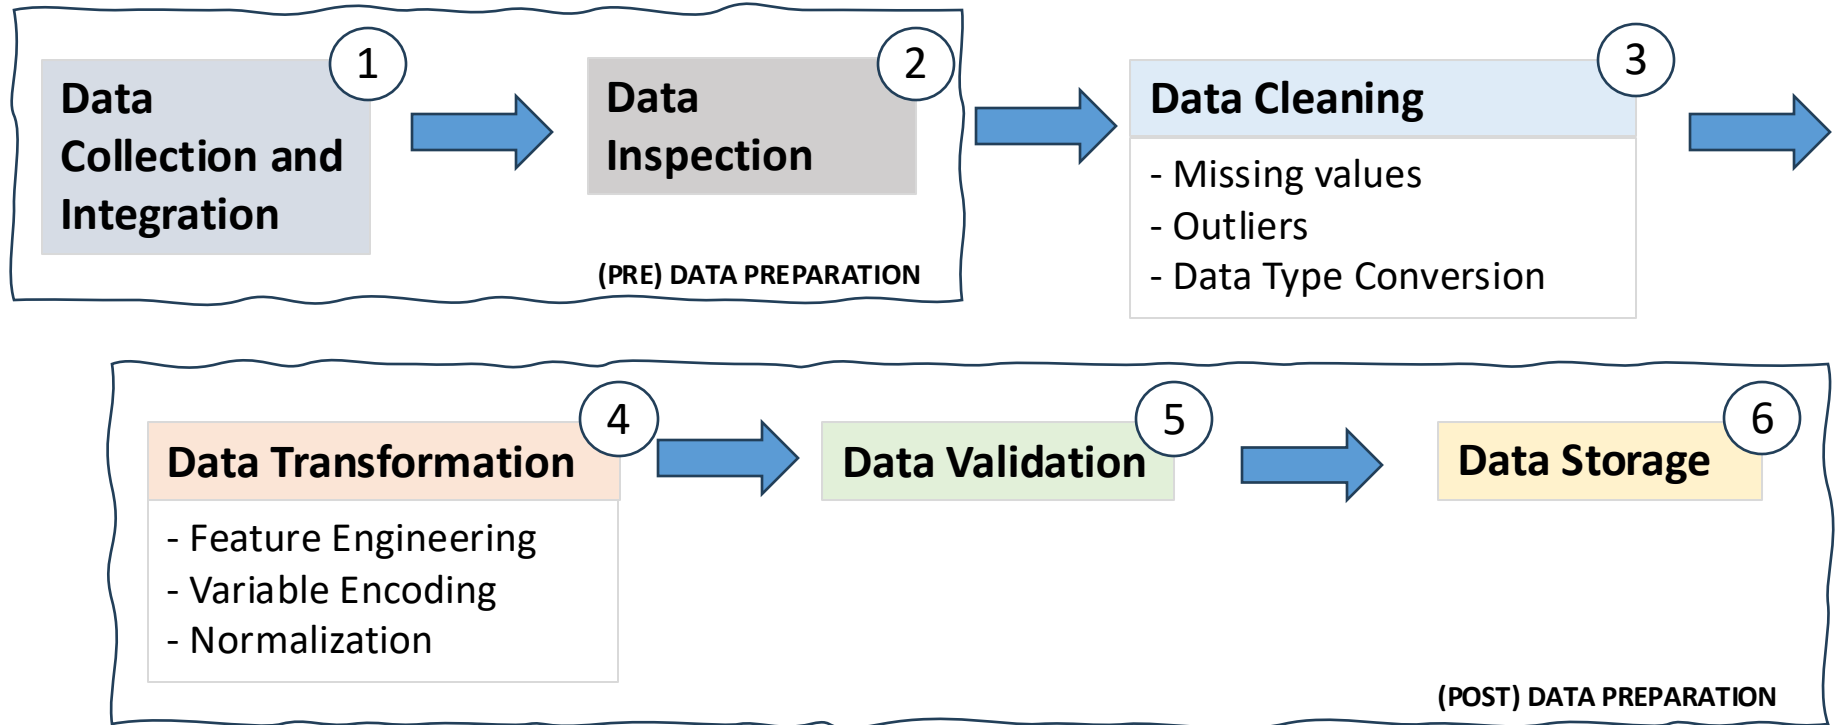 1
Data
Collection and
Integration
2
Data
Inspection
(PRE) DATA PREPARATION
3
Data Cleaning
- Missing values
- Outliers
- Data Type Conversion
4
Data Transformation
- Feature Engineering
- Variable Encoding
- Normalization
5
Data Validation
6
Data Storage
(POST) DATA PREPARATION